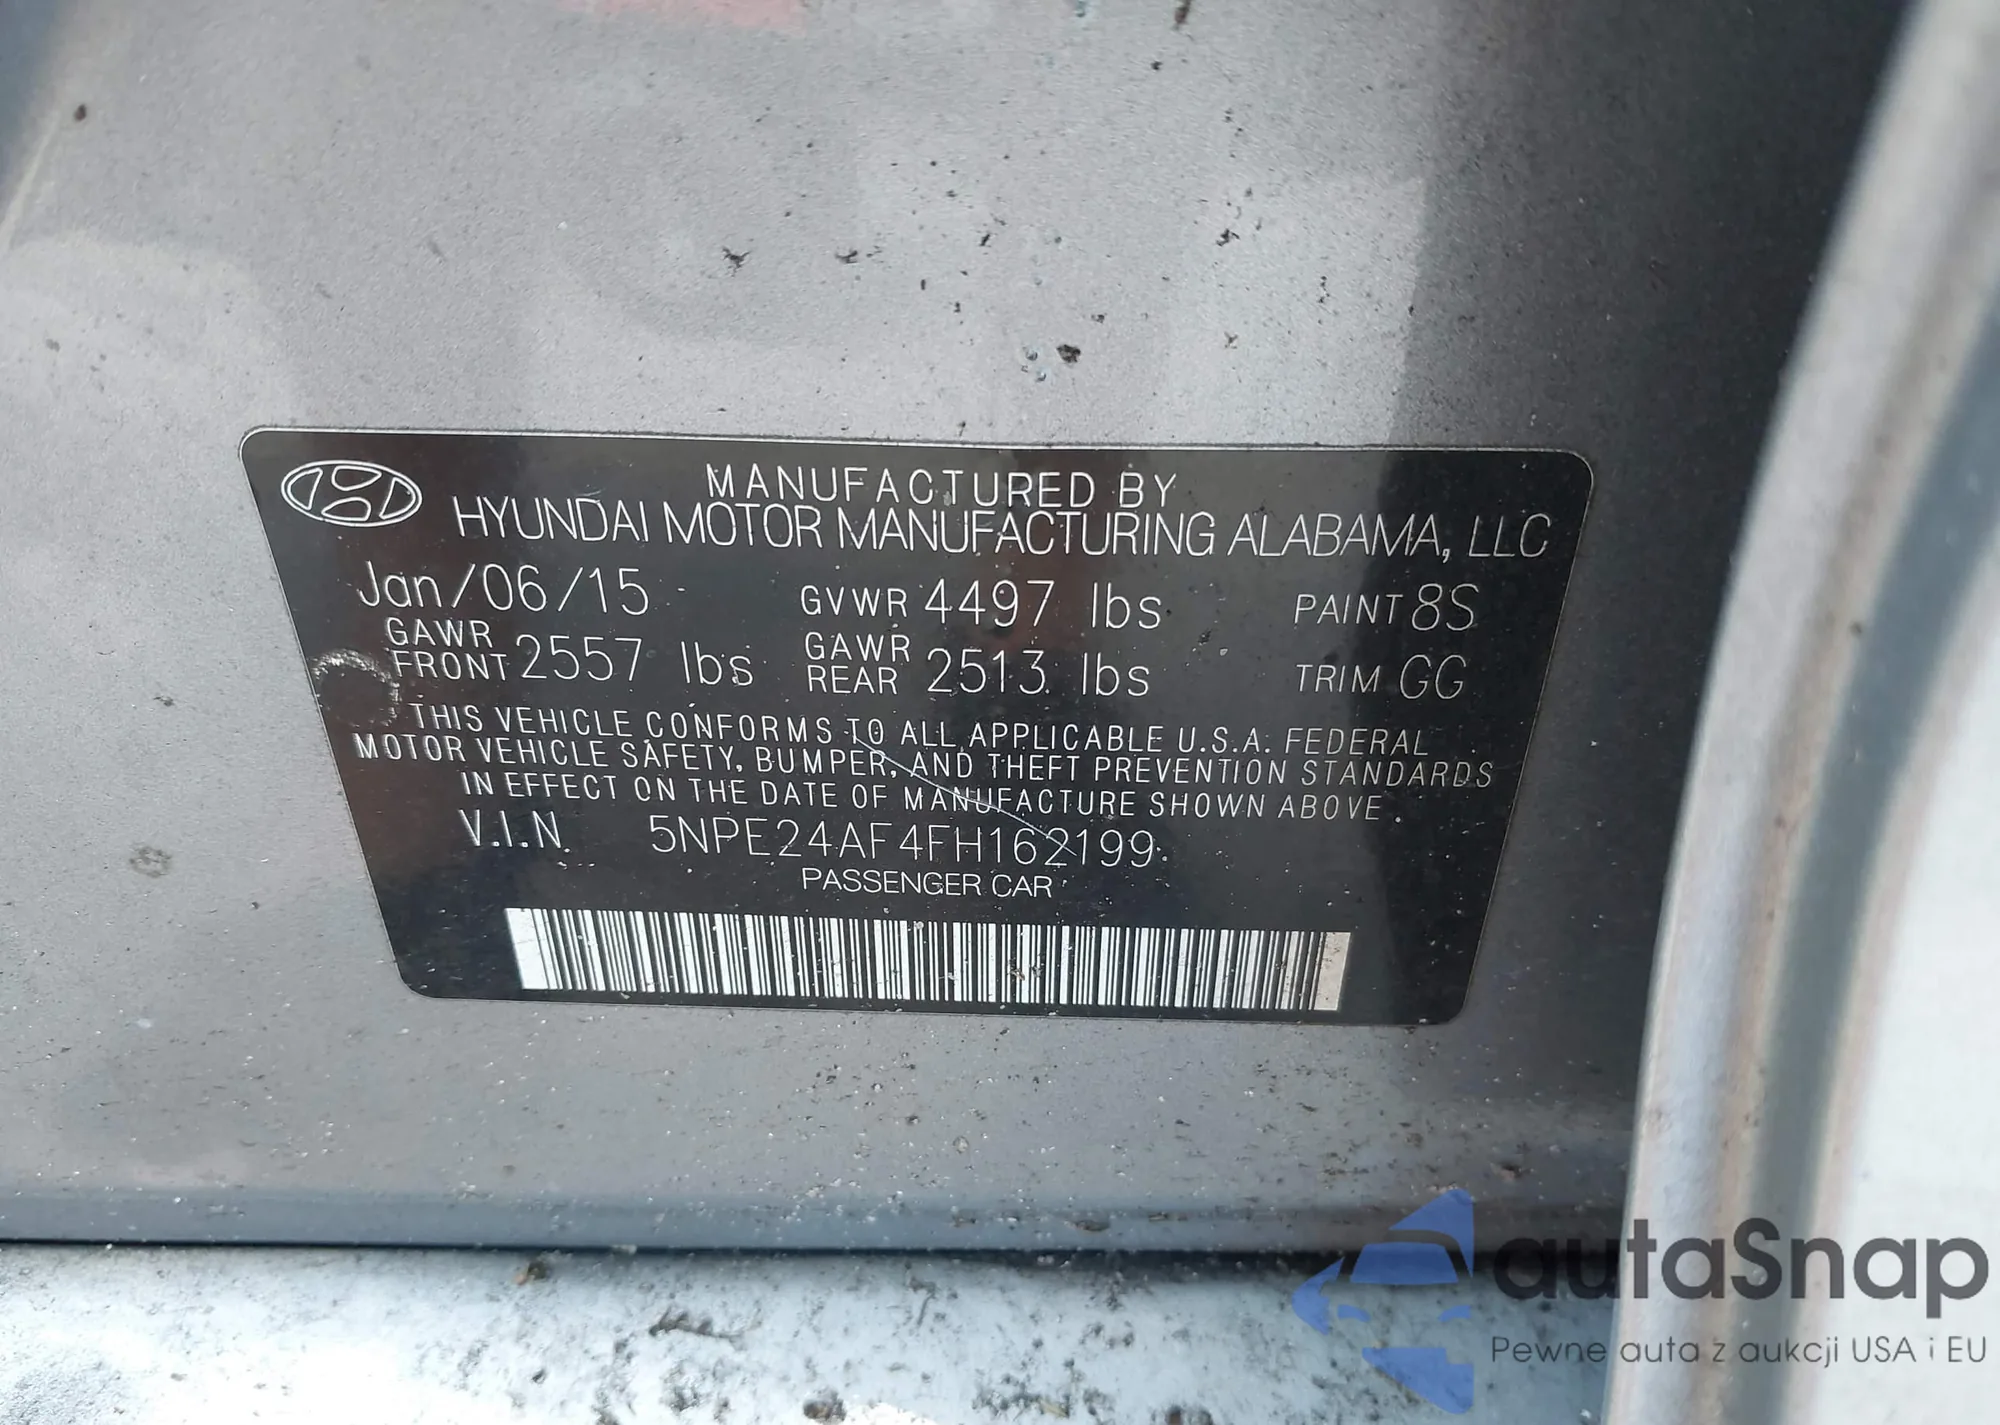 MANUFACTURED BY
HYUNDAI MOTOR MANUFACTURING ALABAMA, LLC
Jan/06/15 GVWR 4497 lbs PAINT 8S
GAWR FRONT 2557 lbs GAWR REAR 2513 lbs TRIM GG
THIS VEHICLE CONFORMS TO ALL APPLICABLE U.S.A. FEDERAL
MOTOR VEHICLE SAFETY, BUMPER, AND THEFT PREVENTION STANDARDS
IN EFFECT ON THE DATE OF MANUFACTURE SHOWN ABOVE.
V.I.N. 5NPE24AF4FH162199
PASSENGER CAR
autaSnap
Pewne auta z aukcji USA i EU